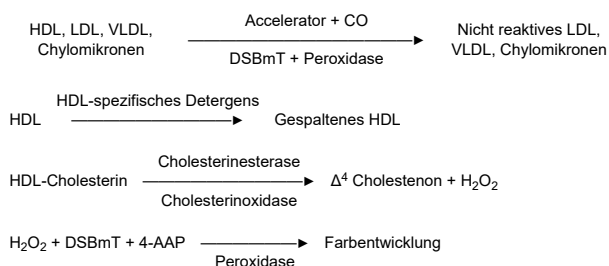 Accelerator + CO
HDL, LDL, VLDL, Chylomikronen ————————► Nicht reaktives LDL, VLDL, Chylomikronen
DSBmT + Peroxidase
HDL-spezifisches Detergens
HDL ————————► Gespaltenes HDL
Cholesterinesterase
HDL-Cholesterin ————————► Δ⁴ Cholestenon + H₂O₂
Cholesterinoxidase
H₂O₂ + DSBmT + 4-AAP ————————► Farbentwicklung
Peroxidase